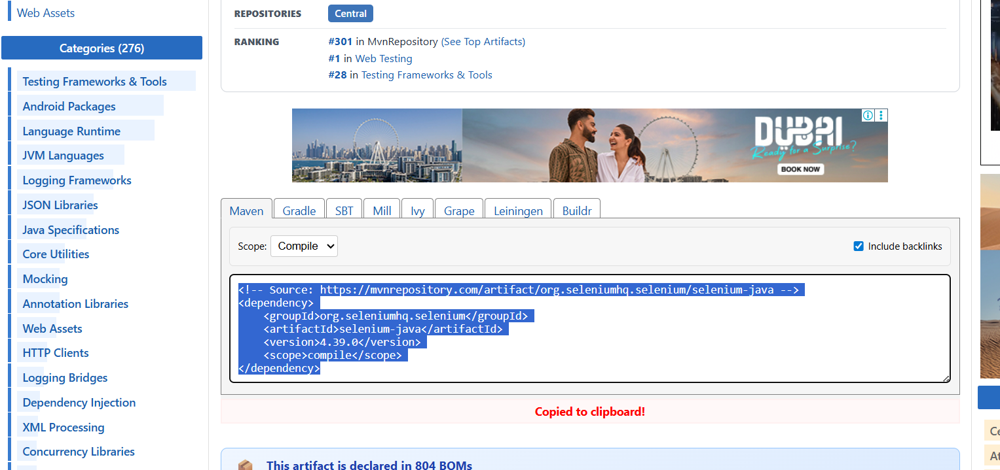 Web Assets
Categories (276)
Testing Frameworks & Tools
Android Packages
Language Runtime
JVM Languages
Logging Frameworks
JSON Libraries
Java Specifications
Core Utilities
Mocking
Annotation Libraries
Web Assets
HTTP Clients
Logging Bridges
Dependency Injection
XML Processing
Concurrency Libraries
REPOSITORIES Central
RANKING #301 in MvnRepository (See Top Artifacts)
#1 in Web Testing
#28 in Testing Frameworks & Tools
DUBAI
Ready for a Surprise?
BOOK NOW
Maven Gradle SBT Mill Ivy Grape Leiningen Buildr
Scope: Compile Include backlinks
<!-- Source: https://mvnrepository.com/artifact/org.seleniumhq.selenium/selenium-java -->
<dependency>
    <groupId>org.seleniumhq.selenium</groupId>
    <artifactId>selenium-java</artifactId>
    <version>4.39.0</version>
    <scope>compile</scope>
</dependency>
Copied to clipboard!
This artifact is declared in 804 BOMs